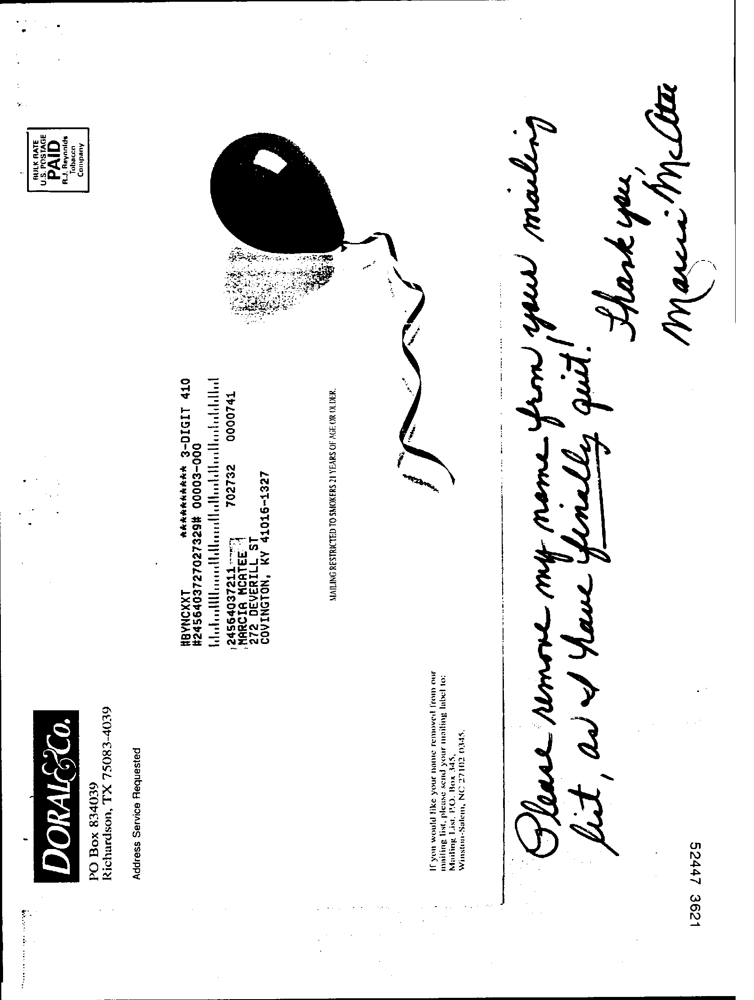 DORAL & Co.
PO Box 834039
Richardson, TX 75083-4039
Address Service Requested
BULK RATE
U.S. POSTAGE
PAID
R.J. Reynolds
Tobacco
Company
#BYNCXXT ********** 3-DIGIT 410
#2456403727027329# 00003-000
24564037211 702732 0000741
MARCIA MCATEE
272 DEVERILL ST
COVINGTON, KY 41016-1327
MAILING RESTRICTED TO SMOKERS 21 YEARS OF AGE OR OLDER.
If you would like your name removed from our
mailing list, please send your mailing label to:
Mailing List, P.O. Box 345,
Winston-Salem, NC 27102-0345.
Please remove my name from your mailing
list, as I have finally quit!
Thank you,
Marcia McAtee
52447 3621